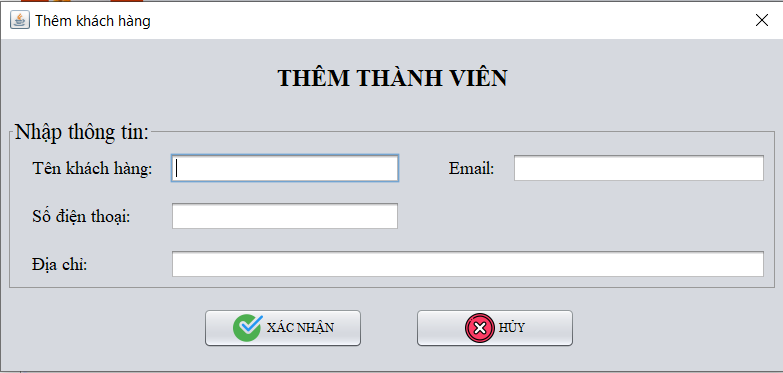 Thêm khách hàng
THÊM THÀNH VIÊN
Nhập thông tin:
Tên khách hàng:
Email:
Số điện thoại:
Địa chỉ:
XÁC NHẬN
HỦY